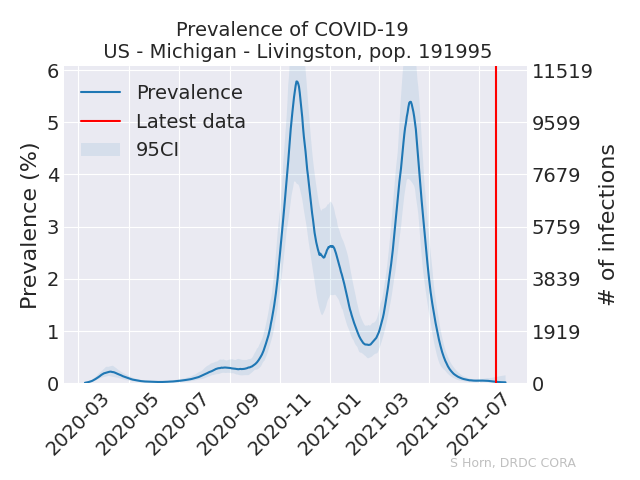 Prevalence of COVID-19
US - Michigan - Livingston, pop. 191995
Prevalence (%)
6
5
4
3
2
1
0
Prevalence
Latest data
95CI
11519
9599
7679
5759
3839
1919
0
# of infections
2020-03
2020-05
2020-07
2020-09
2020-11
2021-01
2021-03
2021-05
2021-07
S Horn, DRDC CORA